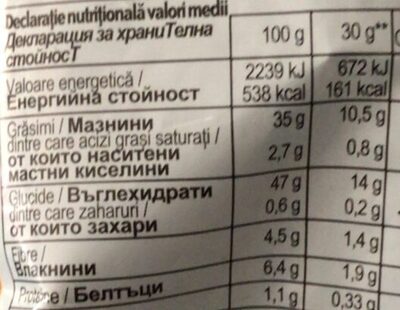 Declarație nutrițională valori medii
Декларация за хранителна
стойност
100 g
30 g**
Valoare energetică /
Енергийна стойност
2239 kJ
538 kcal
672 kJ
161 kcal
Grăsimi / Мазнини
dintre care acizi grași saturați /
от които наситени
мастни киселини
35 g
10,5 g
2,7 g
0,8 g
Glucide / Въглехидрати
dintre care zaharuri /
от които захари
47 g
14 g
0,6 g
0,2 g
Fibre /
Влакнини
4,5 g
1,4 g
Proteine / Белтъци
6,4 g
1,9 g
1,1 g
0,33 g